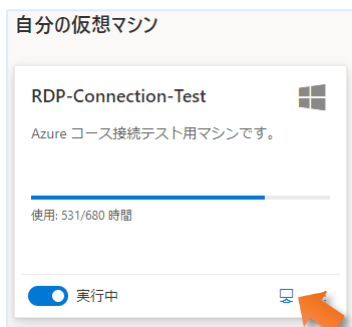 自分の仮想マシン
RDP-Connection-Test
Azure コース接続テスト用マシンです。
使用: 531/680 時間
実行中